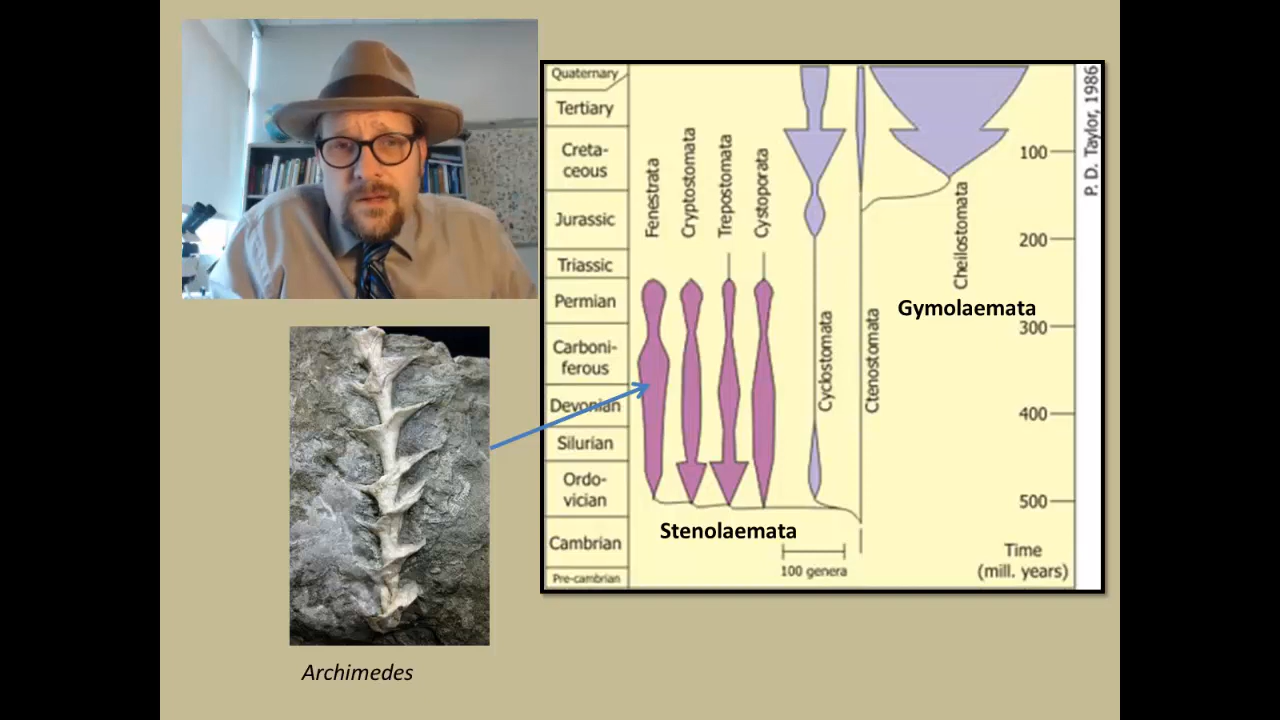 Quaternary
Tertiary
Creta-
ceous
Jurassic
Triassic
Permian
Carboni-
ferous
Devonian
Silurian
Ordo-
vician
Cambrian
Pre-cambrian
Fenestrata
Cryptostomata
Trepostomata
Cystoporata
Cyclostomata
Ctenostomata
Cheilostomata
Gymolaemata
Stenolaemata
100 genera
100
200
300
400
500
Time
(mill. years)
P. D. Taylor, 1986
Archimedes